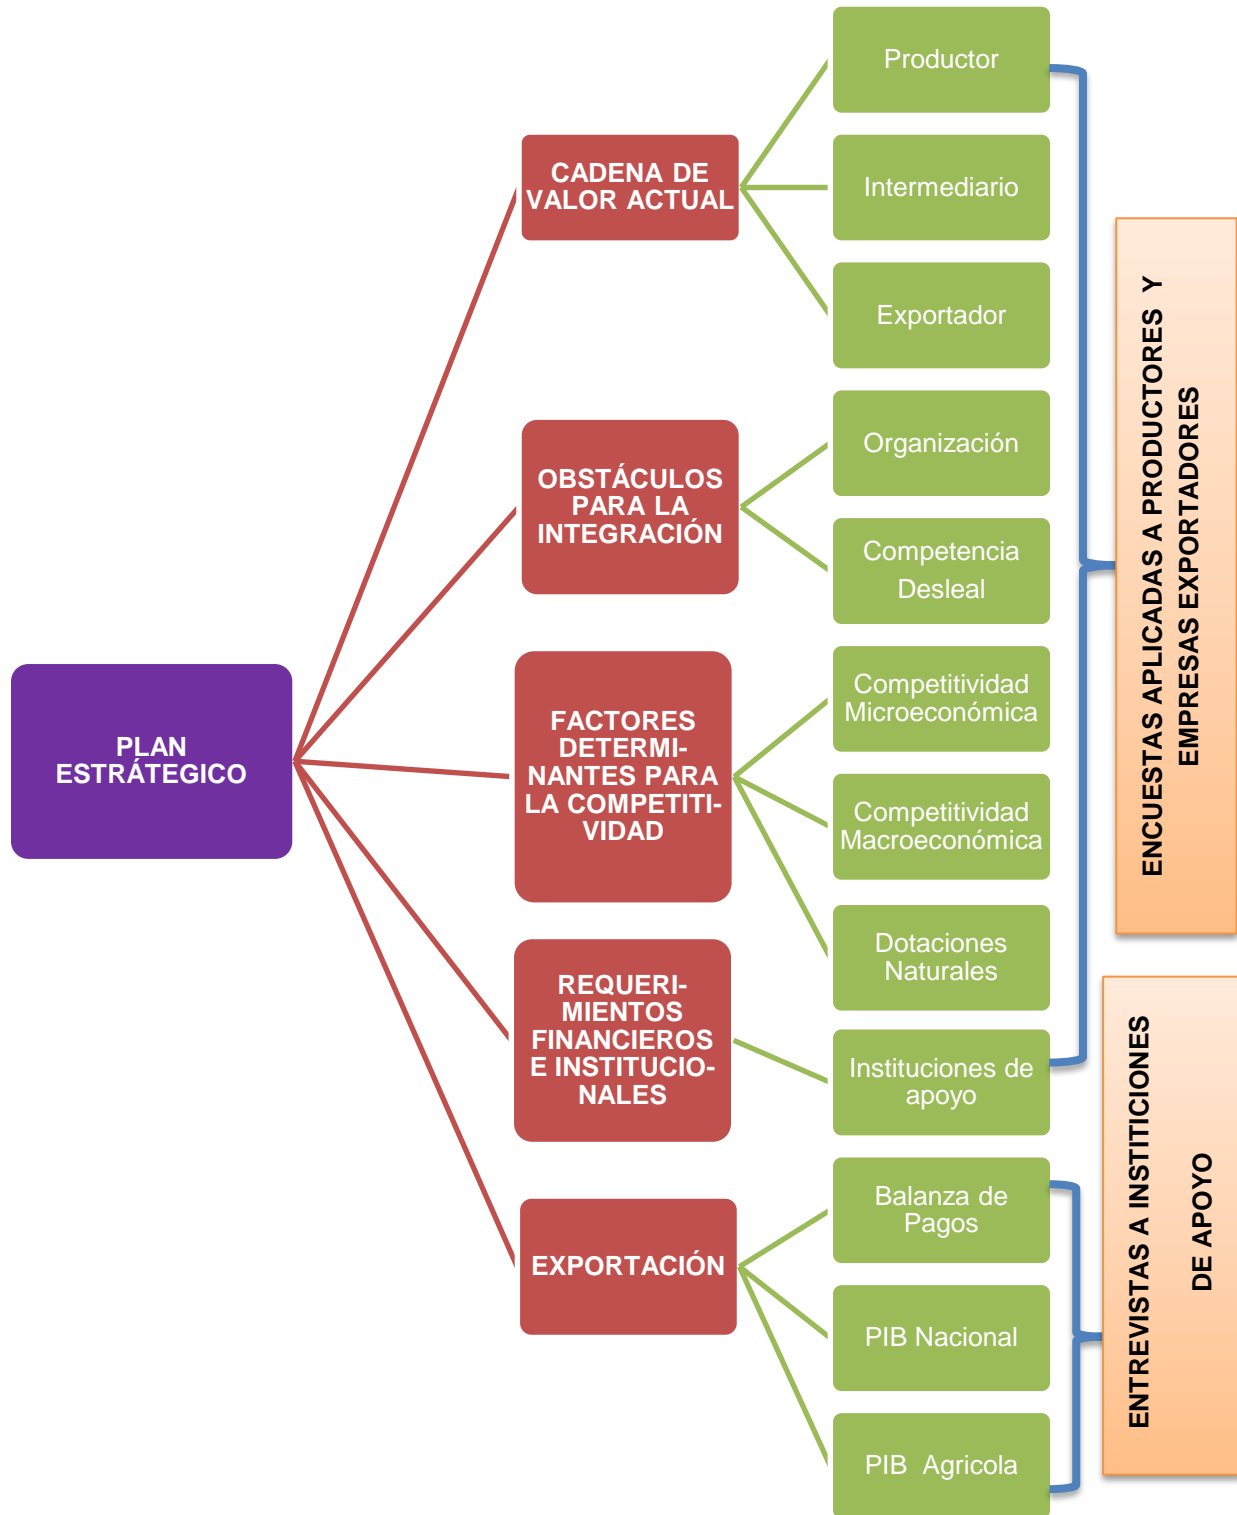 PLAN
ESTRÁTEGICO
CADENA DE
VALOR ACTUAL
Productor
Intermediario
Exportador
OBSTÁCULOS
PARA LA
INTEGRACIÓN
Organización
Competencia
Desleal
FACTORES
DETERMI-
NANTES PARA
LA COMPETITI-
VIDAD
Competitividad
Microeconómica
Competitividad
Macroeconómica
Dotaciones
Naturales
REQUERI-
MIENTOS
FINANCIEROS
E INSTITUCIO-
NALES
Instituciones de
apoyo
EXPORTACIÓN
Balanza de
Pagos
PIB Nacional
PIB Agricola
ENCUESTAS APLICADAS A PRODUCTORES Y
EMPRESAS EXPORTADORES
ENTREVISTAS A INSTITICIONES
DE APOYO